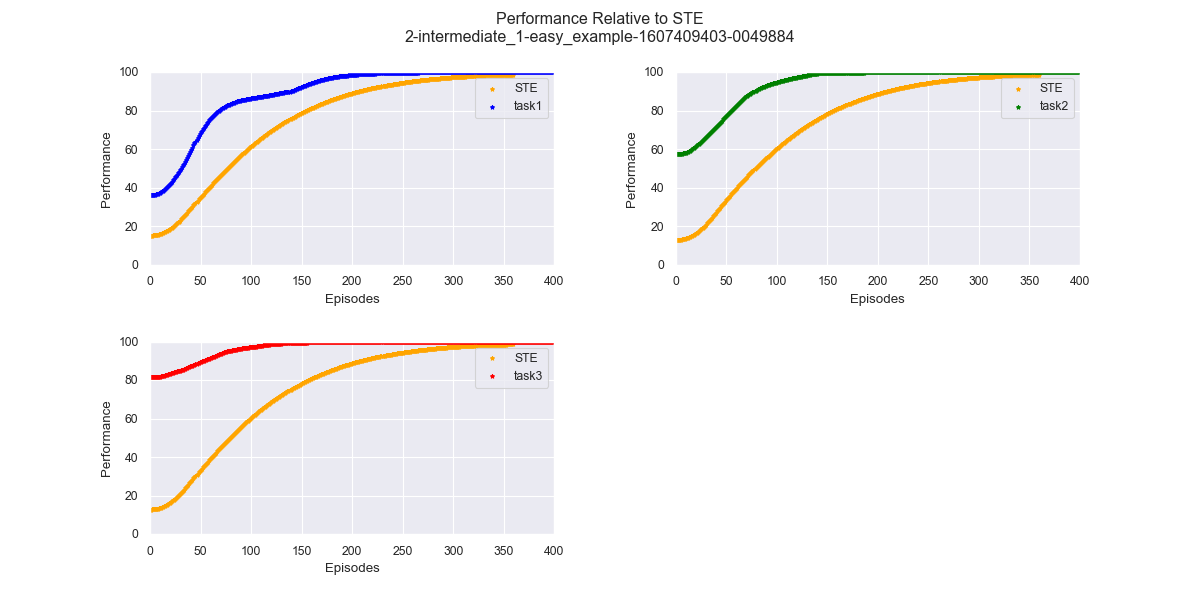 Performance Relative to STE
2-intermediate_1-easy_example-1607409403-0049884
100
80
60
40
20
0
Performance
STE
task1
0 50 100 150 200 250 300 350 400
Episodes
100
80
60
40
20
0
Performance
STE
task2
0 50 100 150 200 250 300 350 400
Episodes
100
80
60
40
20
0
Performance
STE
task3
0 50 100 150 200 250 300 350 400
Episodes